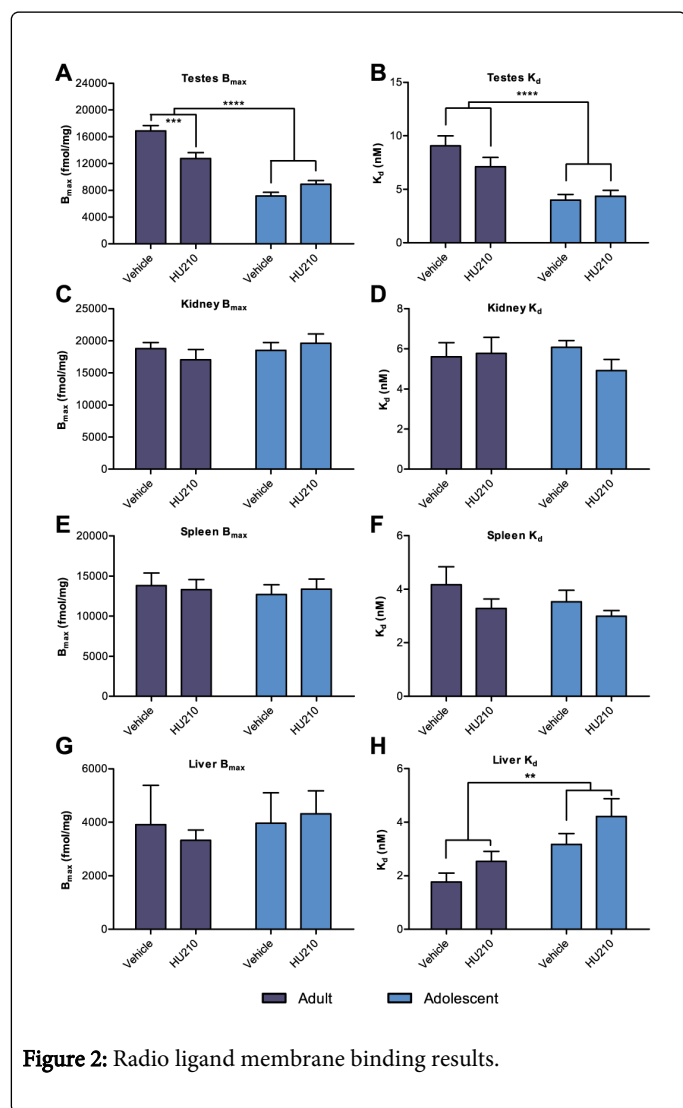 A
Testes Bmax
Bmax (fmol/mg)
24000
20000
16000
12000
8000
4000
0
***
****
Vehicle
HU210
Vehicle
HU210
B
Testes Kd
Kd (nM)
15
10
5
0
****
Vehicle
HU210
Vehicle
HU210
C
Kidney Bmax
Bmax (fmol/mg)
25000
20000
15000
10000
5000
0
Vehicle
HU210
Vehicle
HU210
D
Kidney Kd
Kd (nM)
8
6
4
2
0
Vehicle
HU210
Vehicle
HU210
E
Spleen Bmax
Bmax (fmol/mg)
20000
15000
10000
5000
0
Vehicle
HU210
Vehicle
HU210
F
Spleen Kd
Kd (nM)
6
4
2
0
Vehicle
HU210
Vehicle
HU210
G
Liver Bmax
Bmax (fmol/mg)
6000
4000
2000
0
Vehicle
HU210
Vehicle
HU210
H
Liver Kd
Kd (nM)
6
4
2
0
**
Vehicle
HU210
Vehicle
HU210
Adult
Adolescent
Figure 2: Radio ligand membrane binding results.